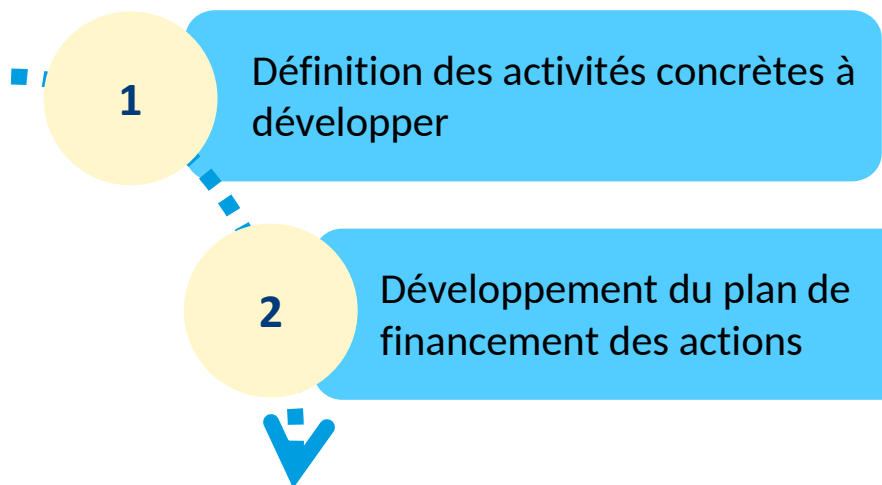 1
Définition des activités concrètes à
développer
2
Développement du plan de
financement des actions